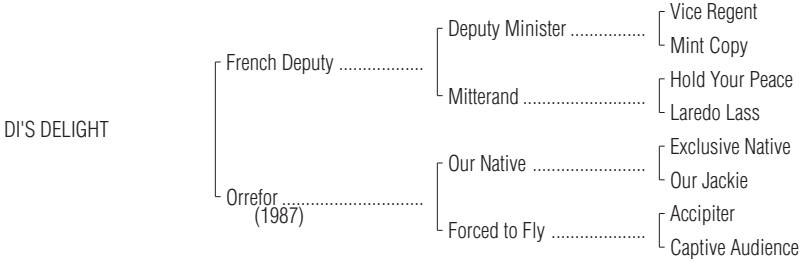 DI'S DELIGHT
French Deputy ..................
Orrefor ..............................
(1987)
Deputy Minister ................
Mitterand ..........................
Our Native ........................
Forced to Fly ....................
Vice Regent
Mint Copy
Hold Your Peace
Laredo Lass
Exclusive Native
Our Jackie
Accipiter
Captive Audience